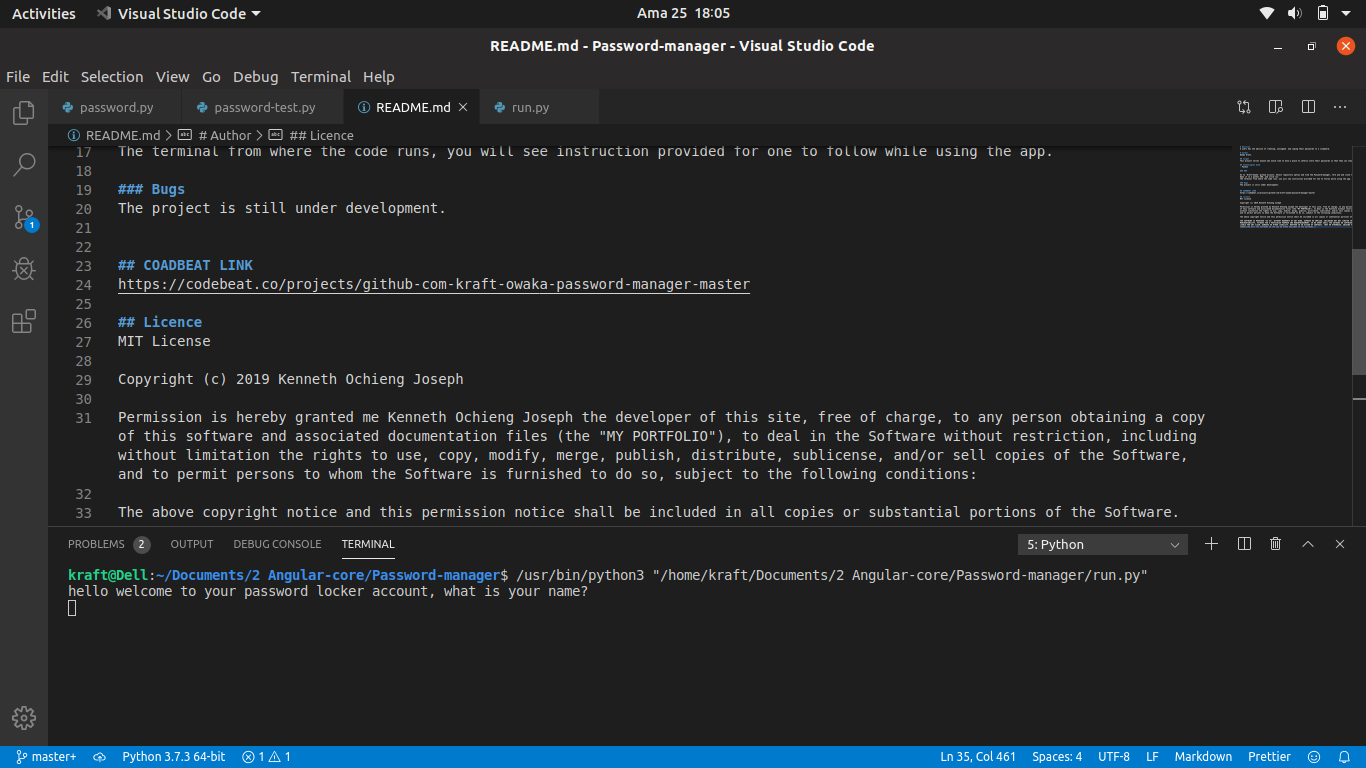 Activities Visual Studio Code Ama 25 18:05
README.md - Password-manager - Visual Studio Code
File Edit Selection View Go Debug Terminal Help
password.py password-test.py README.md run.py
README.md # Author ## Licence
17 The terminal from where the code runs, you will see instruction provided for one to follow while using the app.
18
19 ### Bugs
20 The project is still under development.
21
22
23 ## COADBEAT LINK
24 https://codebeat.co/projects/github-com-kraft-owaka-password-manager-master
25
26 ## Licence
27 MIT License
28
29 Copyright (c) 2019 Kenneth Ochieng Joseph
30
31 Permission is hereby granted me Kenneth Ochieng Joseph the developer of this site, free of charge, to any person obtaining a copy
of this software and associated documentation files (the "MY PORTFOLIO"), to deal in the Software without restriction, including
without limitation the rights to use, copy, modify, merge, publish, distribute, sublicense, and/or sell copies of the Software,
and to permit persons to whom the Software is furnished to do so, subject to the following conditions:
32
33 The above copyright notice and this permission notice shall be included in all copies or substantial portions of the Software.
1
PROBLEMS 2 OUTPUT DEBUG CONSOLE TERMINAL 5: Python
kraft@Dell:~/Documents/2 Angular-core/Password-manager$ /usr/bin/python3 "/home/kraft/Documents/2 Angular-core/Password-manager/run.py"
hello welcome to your password locker account, what is your name?
master+ Python 3.7.3 64-bit 1 1 Ln 35, Col 461 Spaces: 4 UTF-8 LF Markdown Prettier